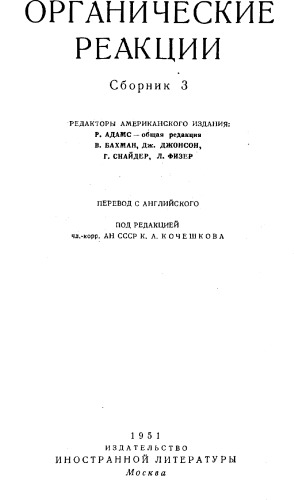 ОРГАНИЧЕСКИЕ
РЕАКЦИИ
Сборник 3
РЕДАКТОРЫ АМЕРИКАНСКОГО ИЗДАНИЯ:
Р. АДАМС — общая редакция
В. БАХМАН, Дж. ДЖОНСОН,
Г. СНАЙДЕР, Л. ФИЗЕР
ПЕРЕВОД С АНГЛИЙСКОГО
ПОД РЕДАКЦИЕЙ
чл.-корр. АН СССР К. А. КОЧЕШКОВА
1951
ИЗДАТЕЛЬСТВО
ИНОСТРАННОЙ ЛИТЕРАТУРЫ
Москва